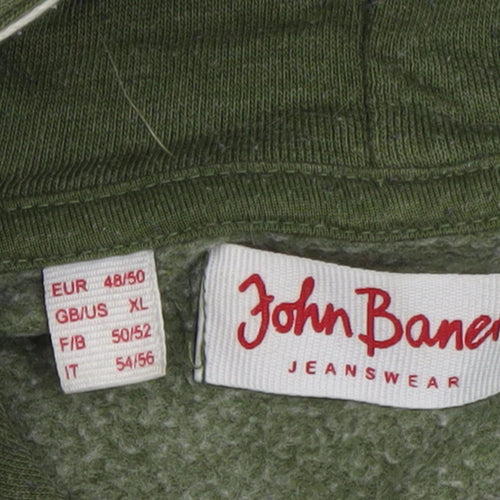 EUR 48/50
GB/US XL
F/B 50/52
IT 54/56
John Baner
JEANSWEAR